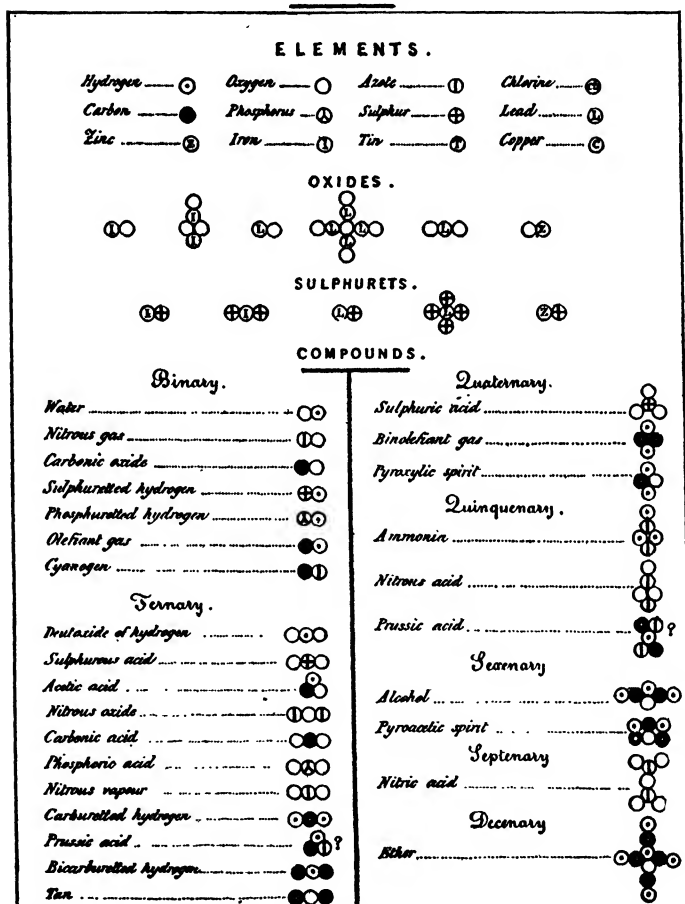 ELEMENTS.
Hydrogen Oxygen Azote Chlorine
Carbon Phosphorus Sulphur Lead
Zinc Iron Tin Copper
OXIDES.
SULPHURETS.
COMPOUNDS.
Binary.
Water
Nitrous gas
Carbonic oxide
Sulphuretted hydrogen
Phosphuretted hydrogen
Olefiant gas
Cyanogen
Ternary.
Deutoxide of hydrogen
Sulphurous acid
Acetic acid
Nitrous oxide
Carbonic acid
Phosphoric acid
Nitrous vapour
Carburetted hydrogen
Prussic acid ?
Bicarburetted hydrogen
Tan
Quaternary.
Sulphuric acid
Binolefiant gas
Pyroxylic spirit
Quinquenary.
Ammonia
Nitrous acid
Prussic acid ?
Sexenary
Alcohol
Pyroacetic spirit
Septenary
Nitric acid
Decenary
Ether